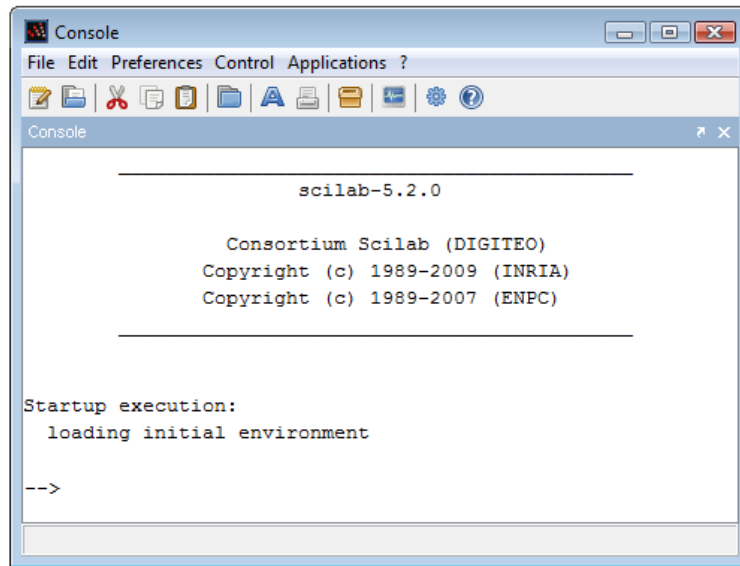 Console
File Edit Preferences Control Applications ?
Console
scilab-5.2.0
Consortium Scilab (DIGITEO)
Copyright (c) 1989-2009 (INRIA)
Copyright (c) 1989-2007 (ENPC)
Startup execution:
loading initial environment
-->